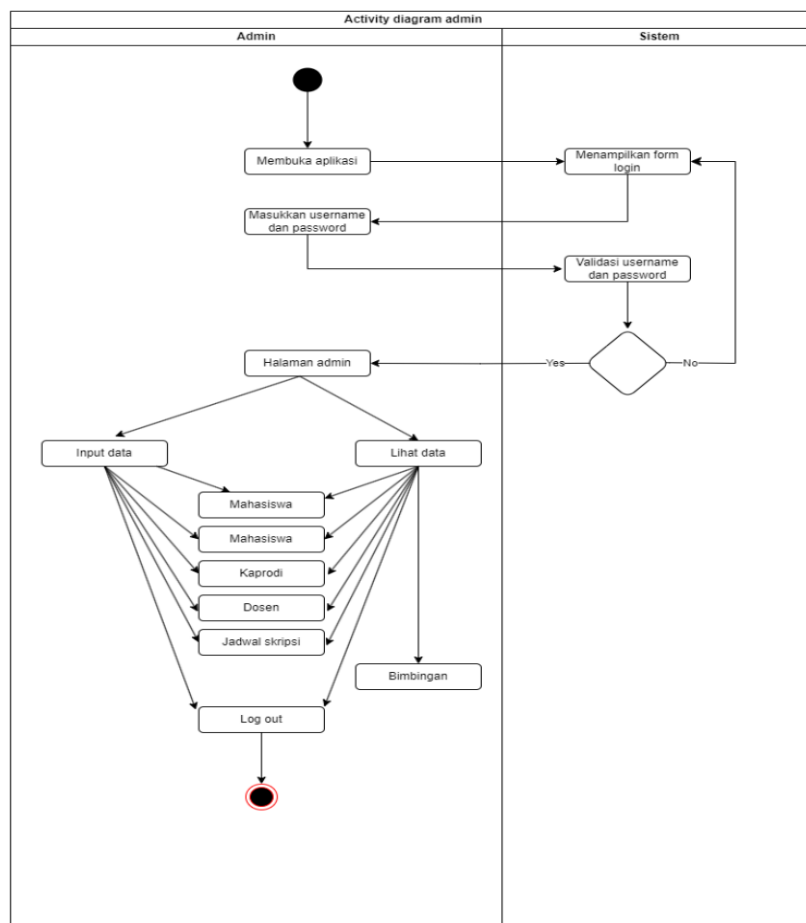 Activity diagram admin
Admin
Sistem
Membuka aplikasi
Menampilkan form
login
Masukkan username
dan password
Validasi username
dan password
Halaman admin
Yes
No
Input data
Lihat data
Mahasiswa
Mahasiswa
Kaprodi
Dosen
Jadwal skripsi
Bimbingan
Log out